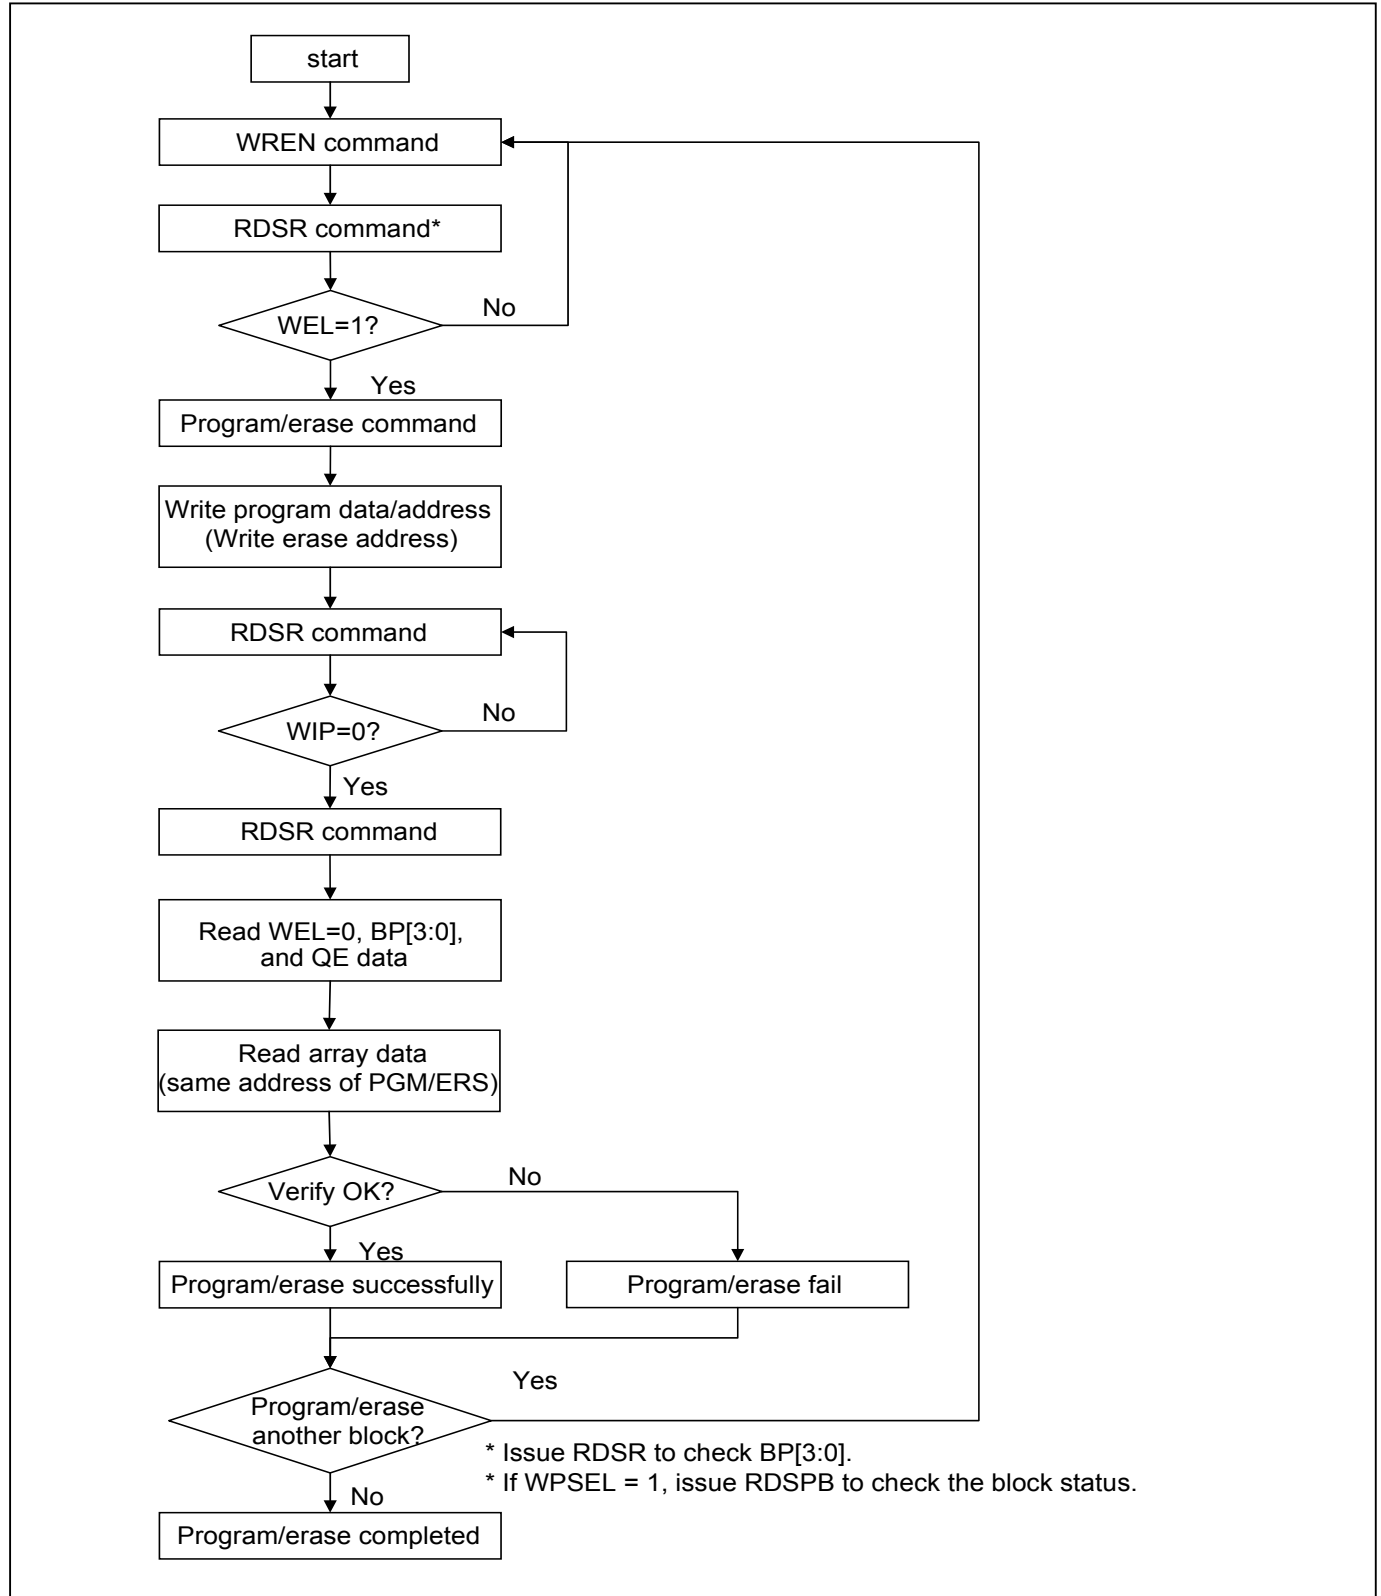 start
WREN command
RDSR command*
WEL=1?
No
Yes
Program/erase command
Write program data/address
(Write erase address)
RDSR command
WIP=0?
No
Yes
RDSR command
Read WEL=0, BP[3:0],
and QE data
Read array data
(same address of PGM/ERS)
Verify OK?
No
Yes
Program/erase successfully
Program/erase fail
Program/erase
another block?
Yes
* Issue RDSR to check BP[3:0].
* If WPSEL = 1, issue RDSPB to check the block status.
No
Program/erase completed